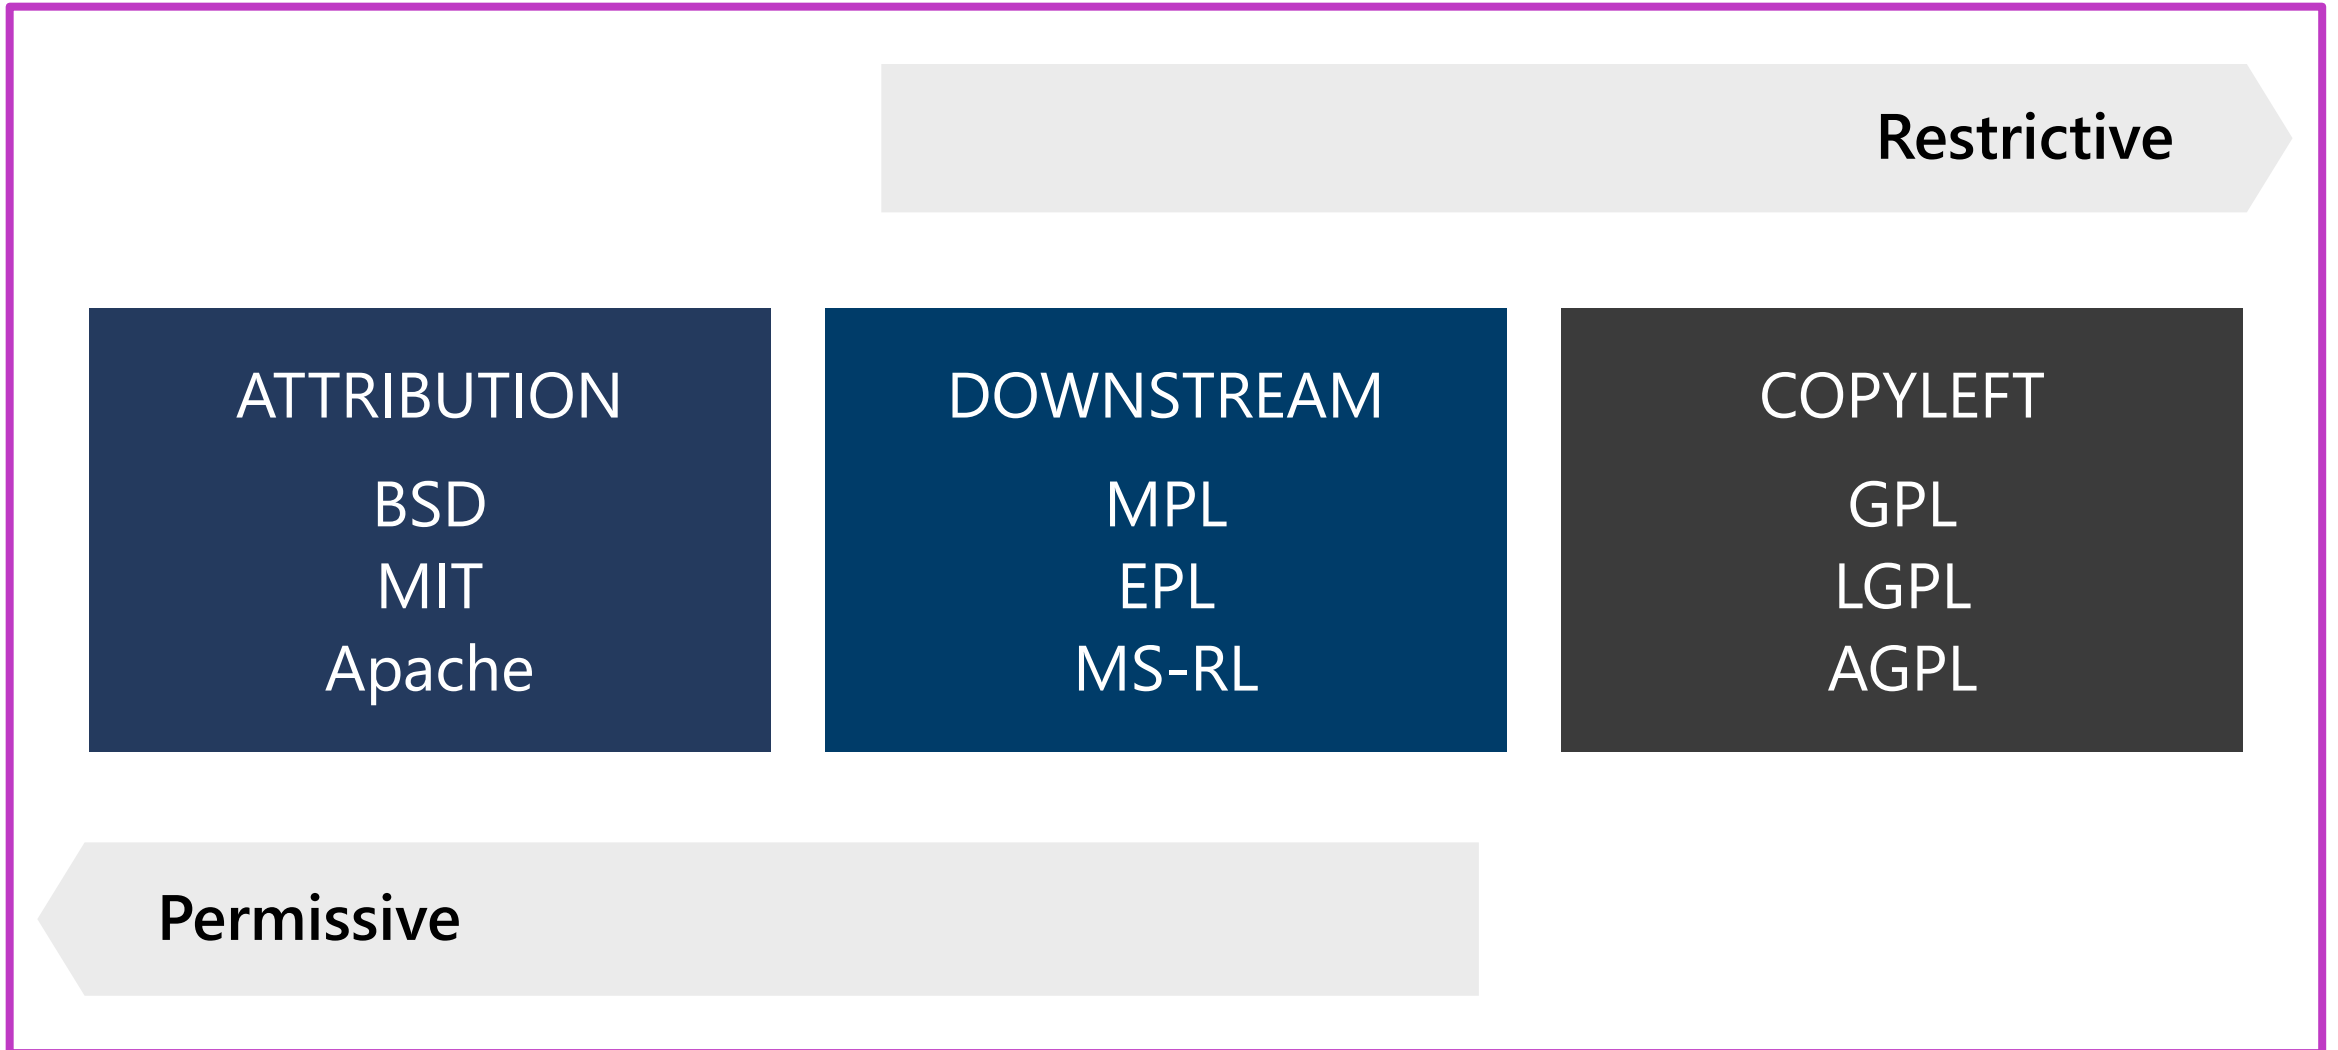 Restrictive
ATTRIBUTION
BSD
MIT
Apache
DOWNSTREAM
MPL
EPL
MS-RL
COPYLEFT
GPL
LGPL
AGPL
Permissive